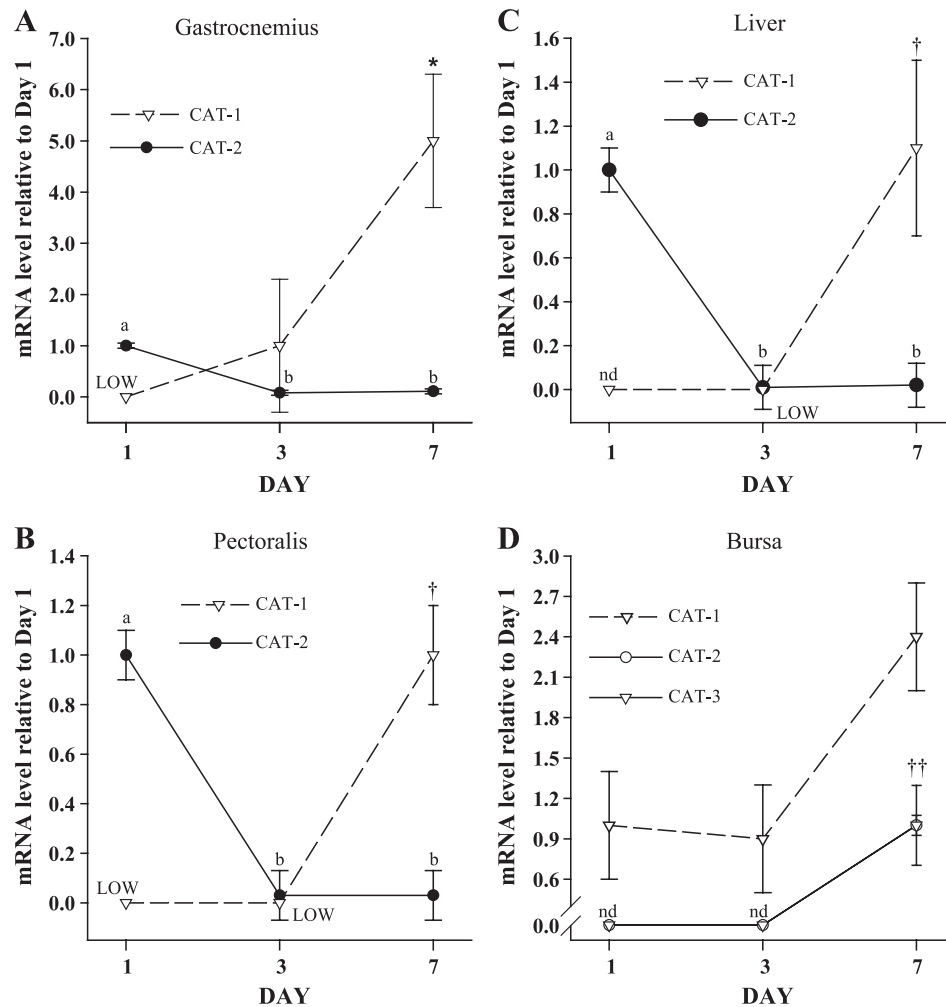 A
Gastrocnemius
mRNA level relative to Day 1
7.0
6.0
5.0
4.0
3.0
2.0
1.0
0.0
CAT-1
CAT-2
*
a
LOW
b
b
1
3
7
DAY
C
Liver
mRNA level relative to Day 1
1.6
1.4
1.2
1.0
0.8
0.6
0.4
0.2
0.0
CAT-1
CAT-2
†
a
nd
b
LOW
b
1
3
7
DAY
B
Pectoralis
mRNA level relative to Day 1
1.4
1.2
1.0
0.8
0.6
0.4
0.2
0.0
CAT-1
CAT-2
†
a
LOW
b
LOW
b
1
3
7
DAY
D
Bursa
mRNA level relative to Day 1
3.0
2.7
2.4
2.1
1.8
1.5
1.2
0.9
0.6
0.0
CAT-1
CAT-2
CAT-3
††
nd
nd
1
3
7
DAY